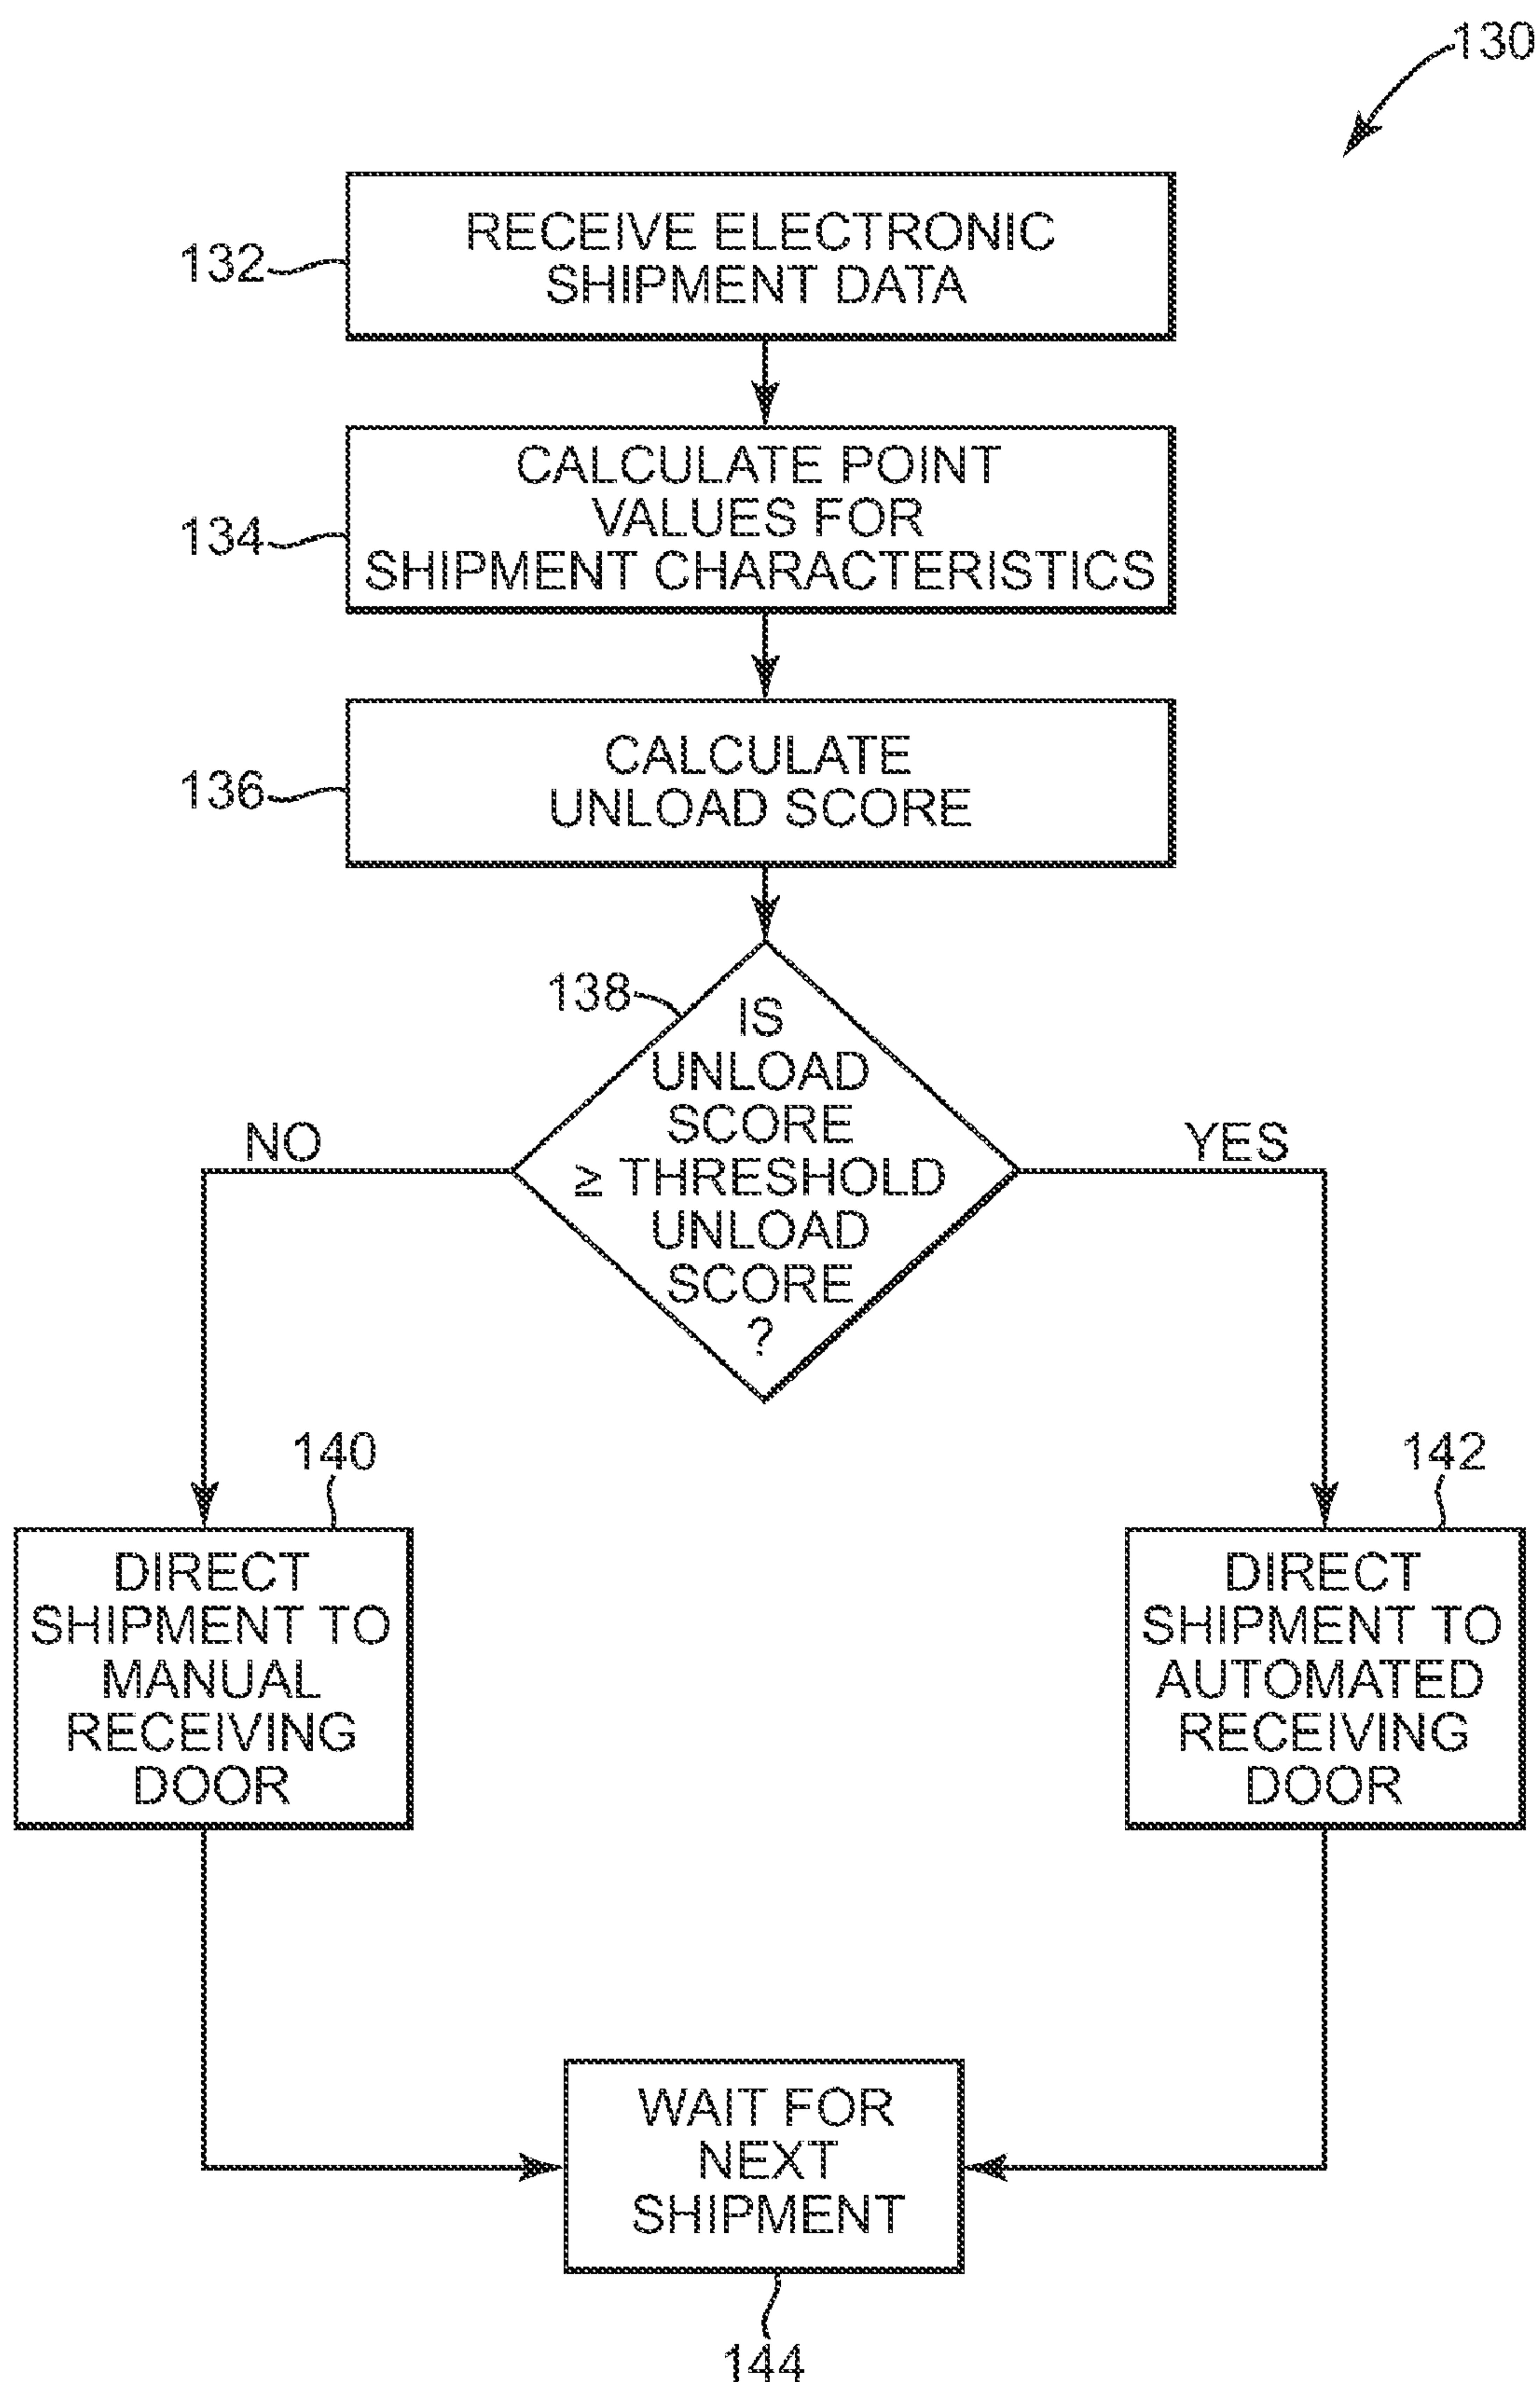 130
RECEIVE ELECTRONIC
SHIPMENT DATA
132
CALCULATE POINT
VALUES FOR
SHIPMENT CHARACTERISTICS
134
CALCULATE
UNLOAD SCORE
136
138
IS
UNLOAD
SCORE
≥ THRESHOLD
UNLOAD
SCORE
?
NO
YES
140
DIRECT
SHIPMENT TO
MANUAL
RECEIVING
DOOR
142
DIRECT
SHIPMENT TO
AUTOMATED
RECEIVING
DOOR
WAIT FOR
NEXT
SHIPMENT
144